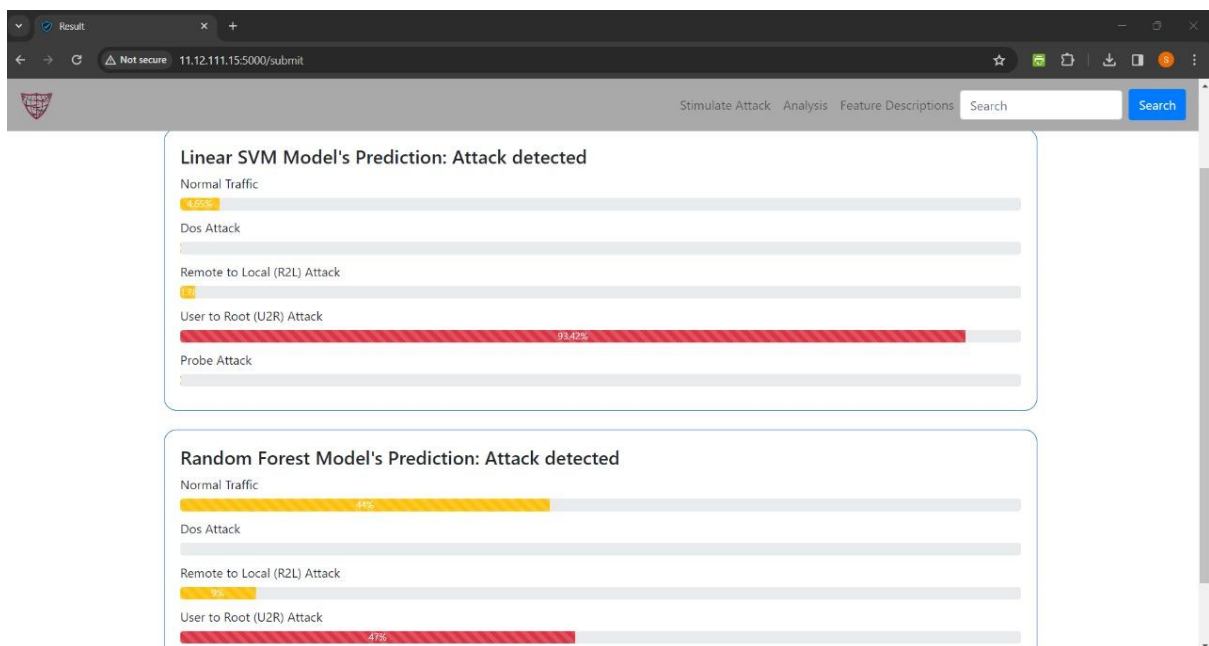 Result
Not secure 11.12.111.15:5000/submit
S
Stimulate Attack Analysis Feature Descriptions Search Search
Linear SVM Model's Prediction: Attack detected
Normal Traffic
4.65%
Dos Attack
Remote to Local (R2L) Attack
User to Root (U2R) Attack
93.42%
Probe Attack
Random Forest Model's Prediction: Attack detected
Normal Traffic
44%
Dos Attack
Remote to Local (R2L) Attack
9%
User to Root (U2R) Attack
47%